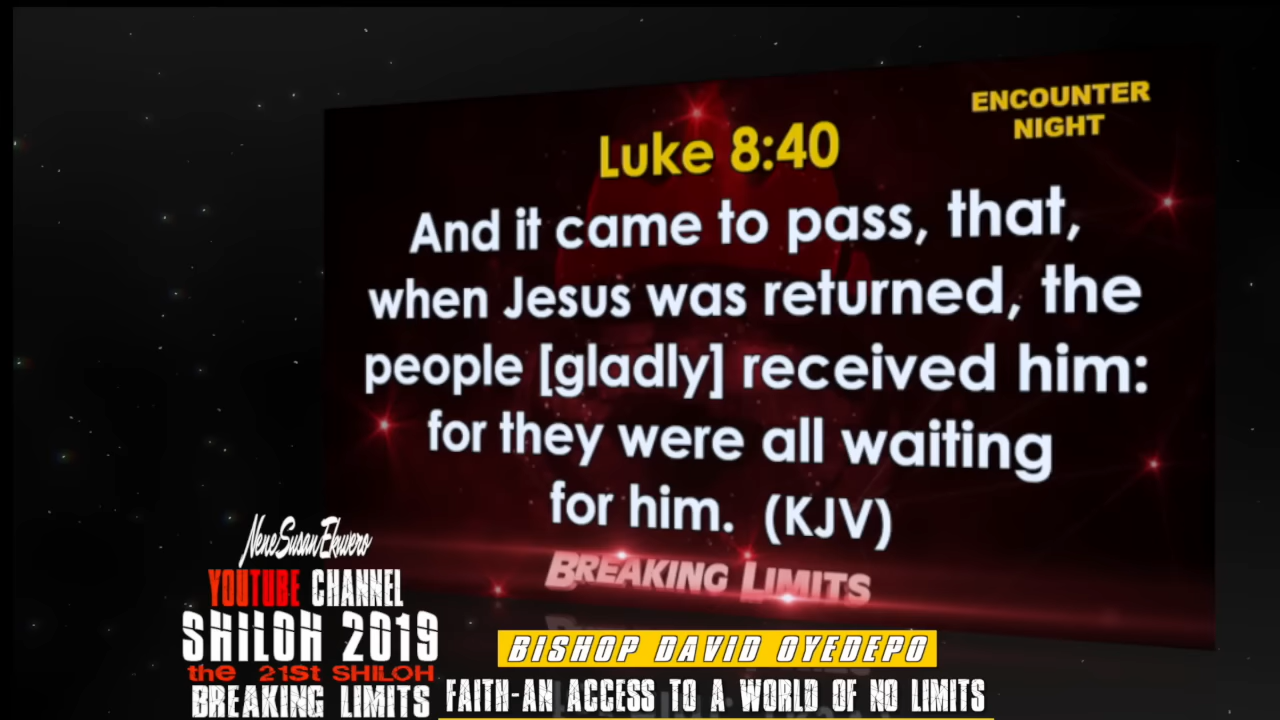 ENCOUNTER
NIGHT
Luke 8:40
And it came to pass, that,
when Jesus was returned, the
people [gladly] received him:
for they were all waiting
for him. (KJV)
BREAKING LIMITS
NeneSusanEkwero
YOUTUBE CHANNEL
SHILOH 2019
the 21st SHILOH
BREAKING LIMITS
BISHOP DAVID OYEDEPO
FAITH-AN ACCESS TO A WORLD OF NO LIMITS